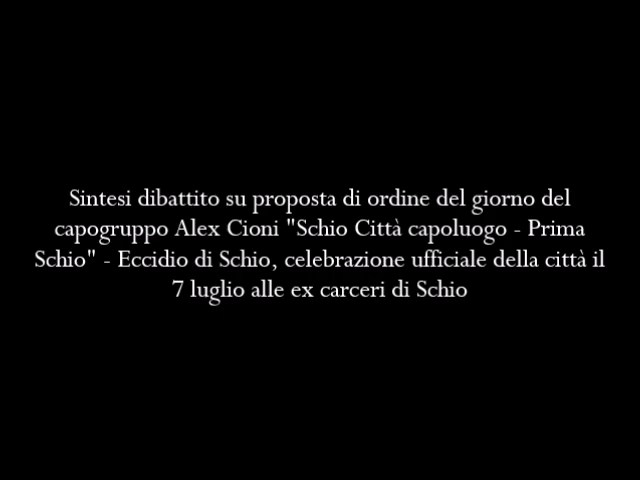 Sintesi dibattito su proposta di ordine del giorno del
capogruppo Alex Cioni "Schio Città capoluogo - Prima
Schio" - Eccidio di Schio, celebrazione ufficiale della città il
7 luglio alle ex carceri di Schio